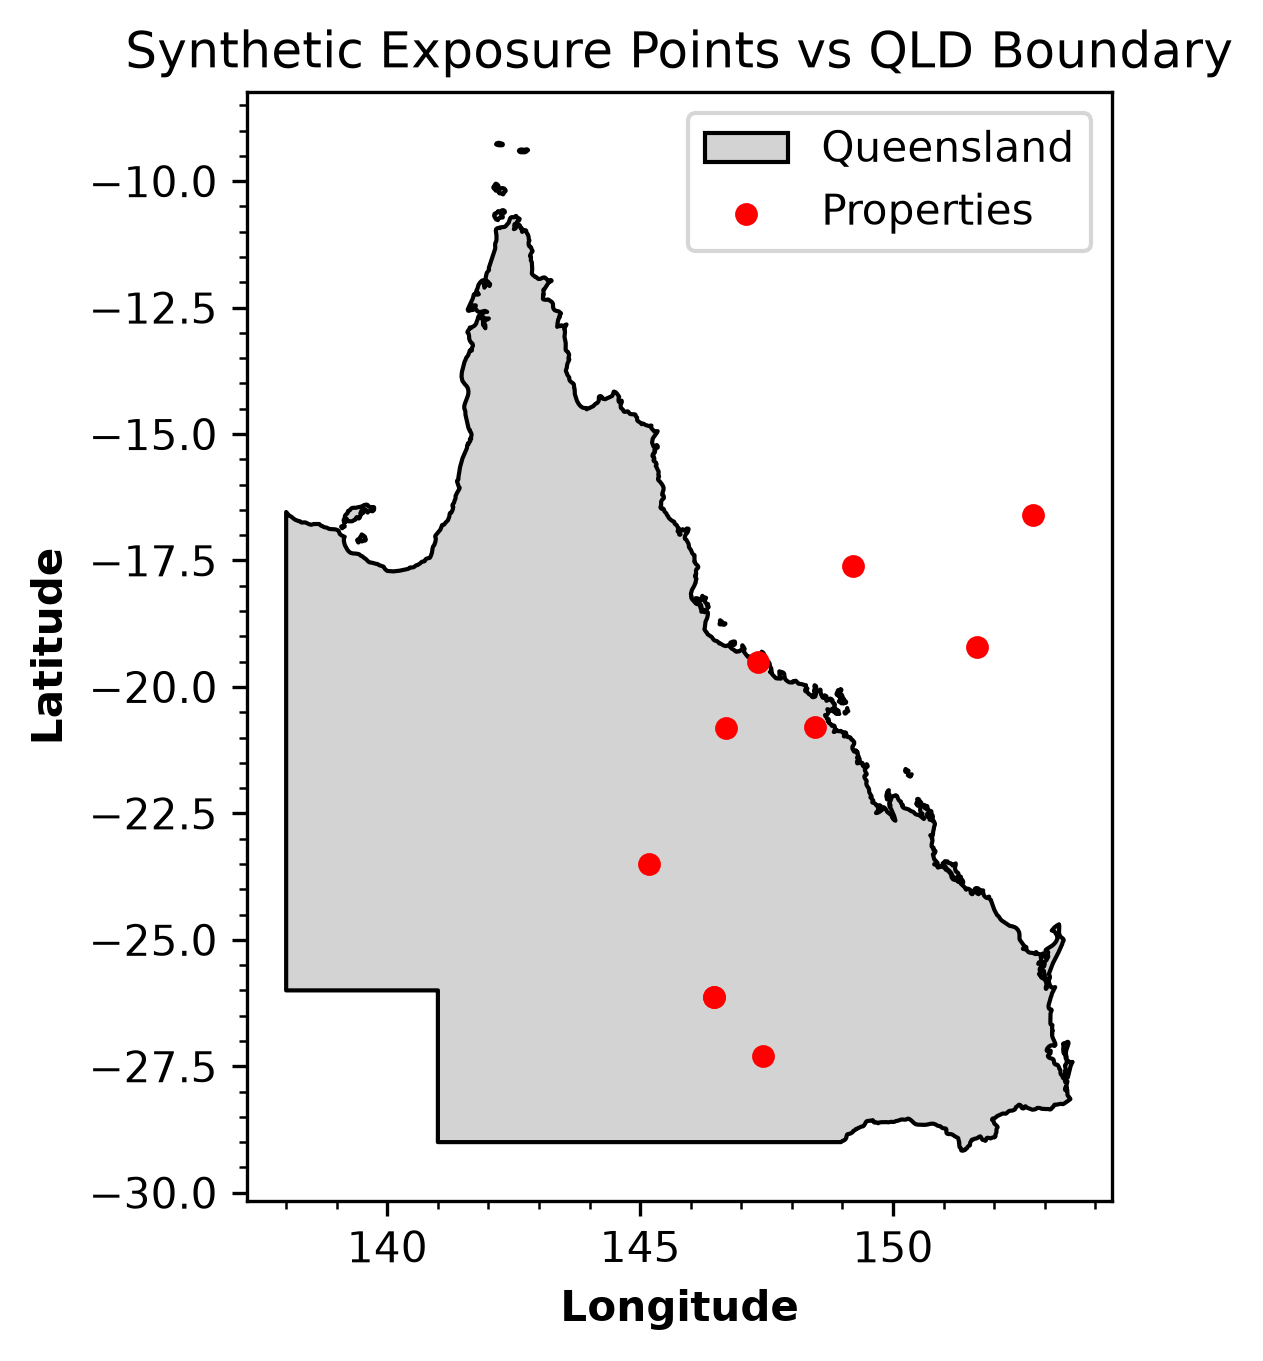 Synthetic Exposure Points vs QLD Boundary
Queensland
Properties
−10.0
−12.5
−15.0
−17.5
−20.0
−22.5
−25.0
−27.5
−30.0
Latitude
140 145 150
Longitude